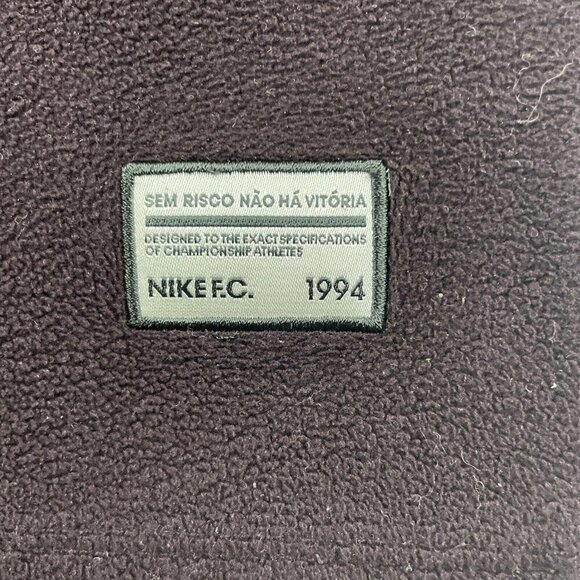 SEM RISCO NÃO HÁ VITÓRIA
DESIGNED TO THE EXACT SPECIFICATIONS
OF CHAMPIONSHIP ATHLETES
NIKE F.C. 1994